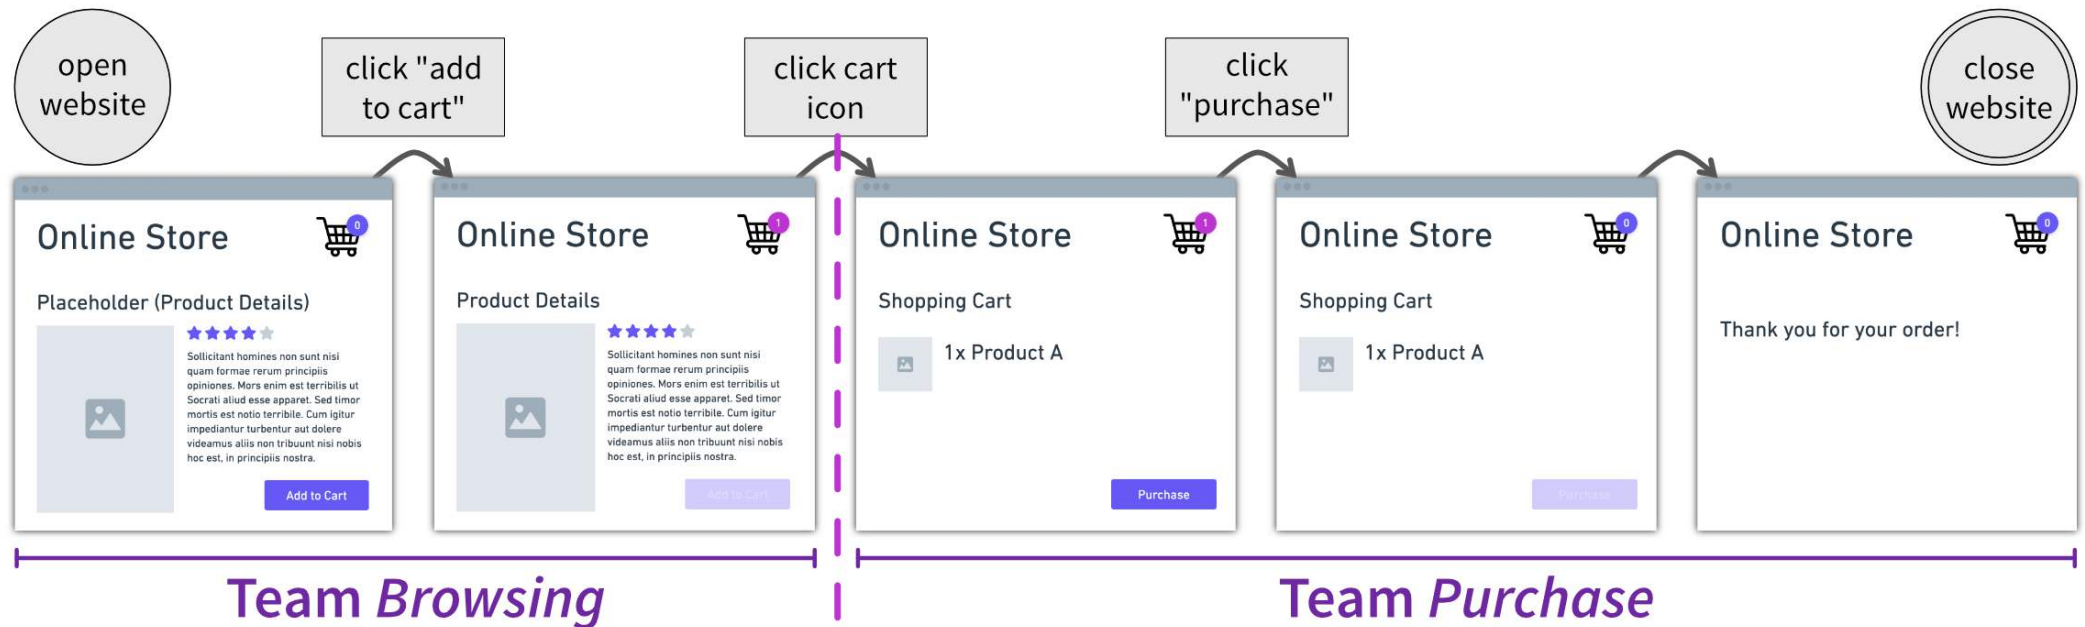 open
website
click "add
to cart"
click cart
icon
click
"purchase"
close
website
Online Store
0
Placeholder (Product Details)
Sollicitant homines non sunt nisi
quam formae rerum principiis
opiniones. Mors enim est terribilis ut
Socrati aliud esse apparet. Sed timor
mortis est notio terribile. Cum igitur
impediantur turbentur aut dolere
videamus aliis non tribuunt nisi nobis
hoc est, in principiis nostra.
Add to Cart
Online Store
1
Product Details
Sollicitant homines non sunt nisi
quam formae rerum principiis
opiniones. Mors enim est terribilis ut
Socrati aliud esse apparet. Sed timor
mortis est notio terribile. Cum igitur
impediantur turbentur aut dolere
videamus aliis non tribuunt nisi nobis
hoc est, in principiis nostra.
Add to Cart
Online Store
1
Shopping Cart
1x Product A
Purchase
Online Store
0
Shopping Cart
1x Product A
Purchase
Online Store
0
Thank you for your order!
Team Browsing
Team Purchase